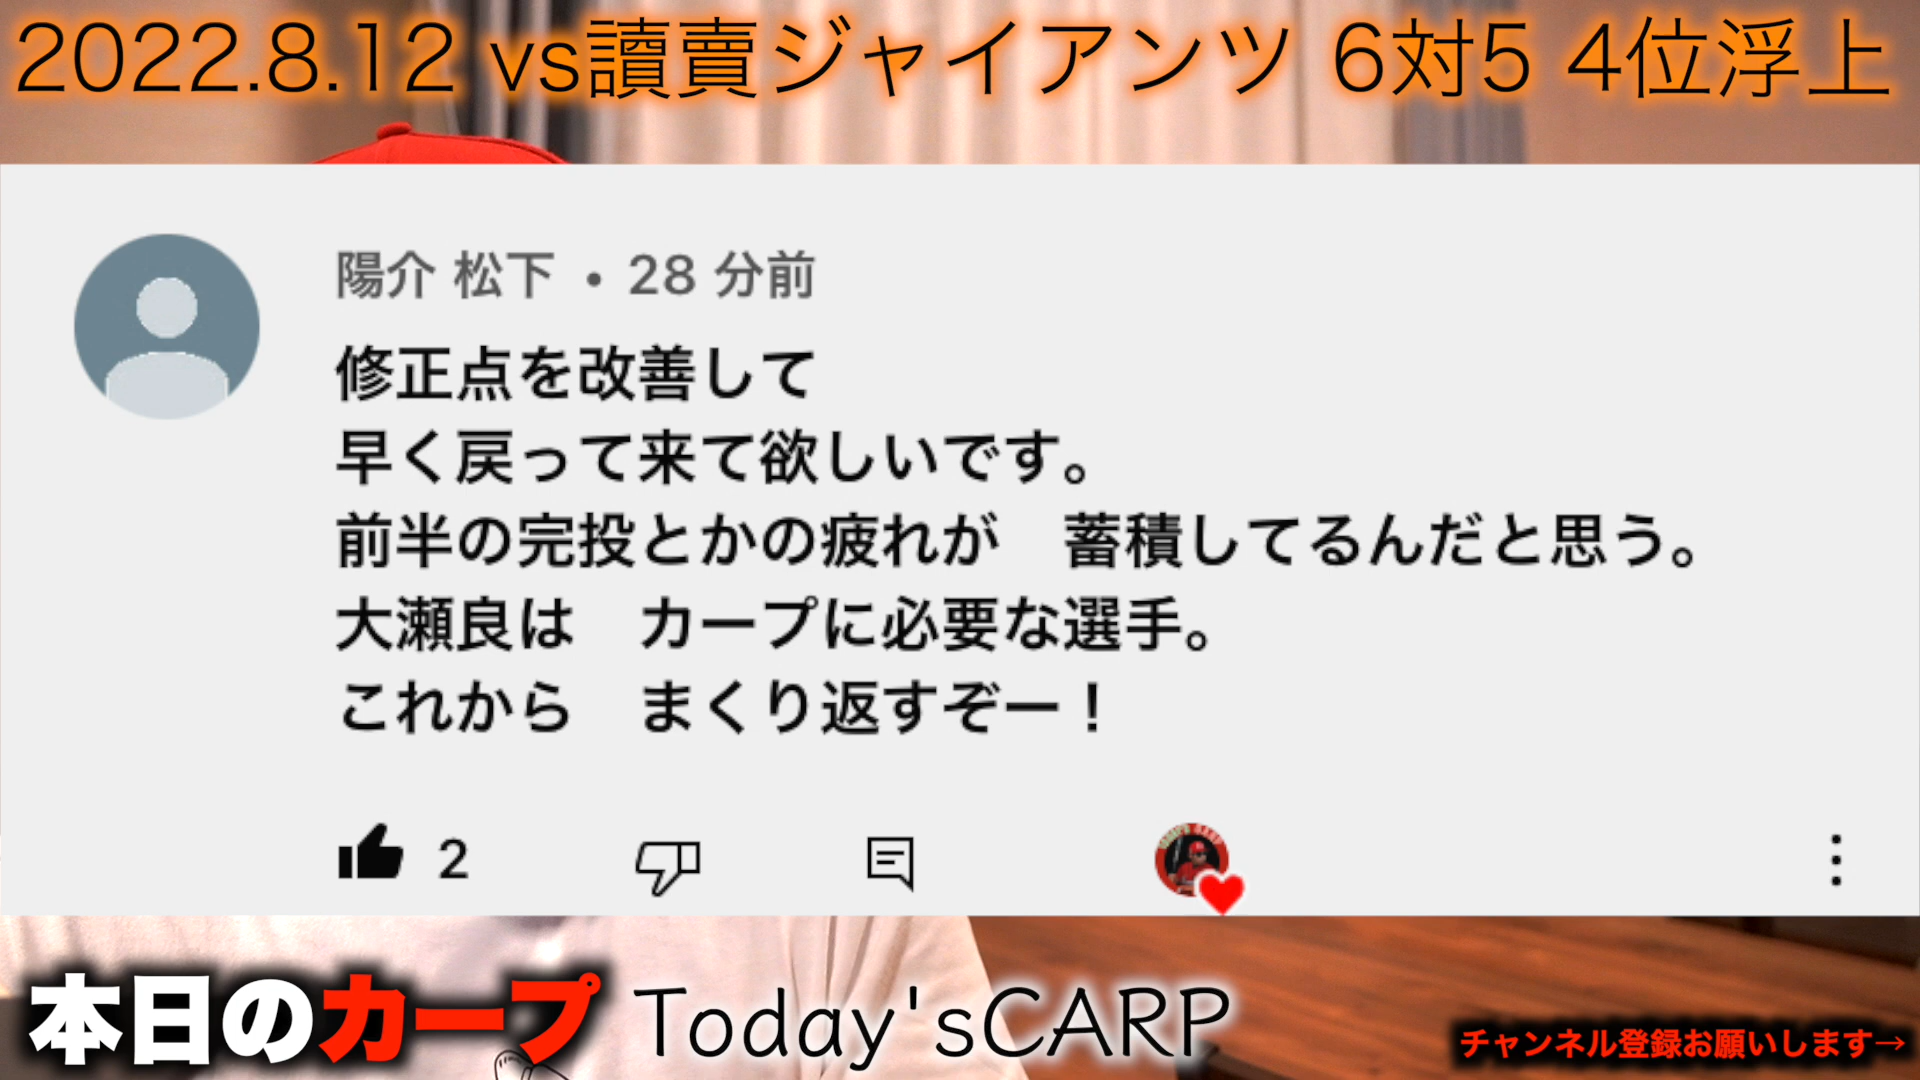 2022.8.12 vs讀賣ジャイアンツ 6対5 4位浮上
陽介 松下 • 28 分前
修正点を改善して
早く戻って来て欲しいです。
前半の完投とかの疲れが　蓄積してるんだと思う。
大瀬良は　カープに必要な選手。
これから　まくり返すぞー！
2
本日のカープ Today'sCARP
チャンネル登録お願いします→